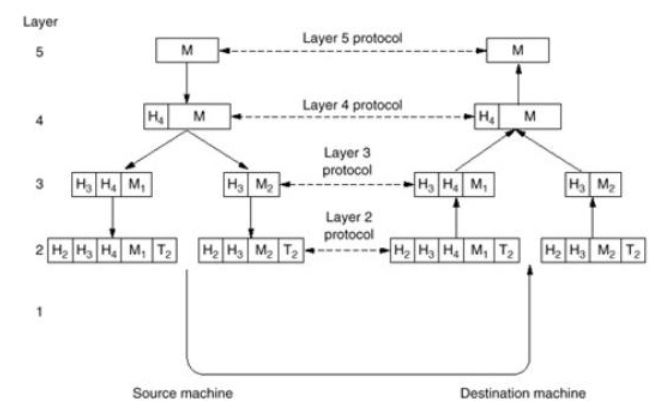 Layer
5 M Layer 5 protocol M
4 H4 M Layer 4 protocol H4 M
Layer 3
protocol
3 H3 H4 M1 H3 M2 H3 H4 M1 H3 M2
Layer 2
protocol
2 H2 H3 H4 M1 T2 H2 H3 M2 T2 H2 H3 H4 M1 T2 H2 H3 M2 T2
1
Source machine Destination machine